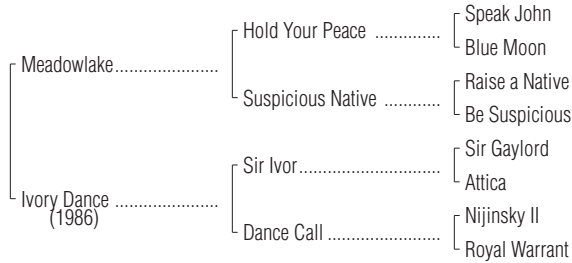 Speak John
Hold Your Peace ..............
Blue Moon
Meadowlake......................
Raise a Native
Suspicious Native ............
Be Suspicious
Sir Gaylord
Sir Ivor..............................
Attica
Ivory Dance ......................
(1986)
Nijinsky II
Dance Call ........................
Royal Warrant